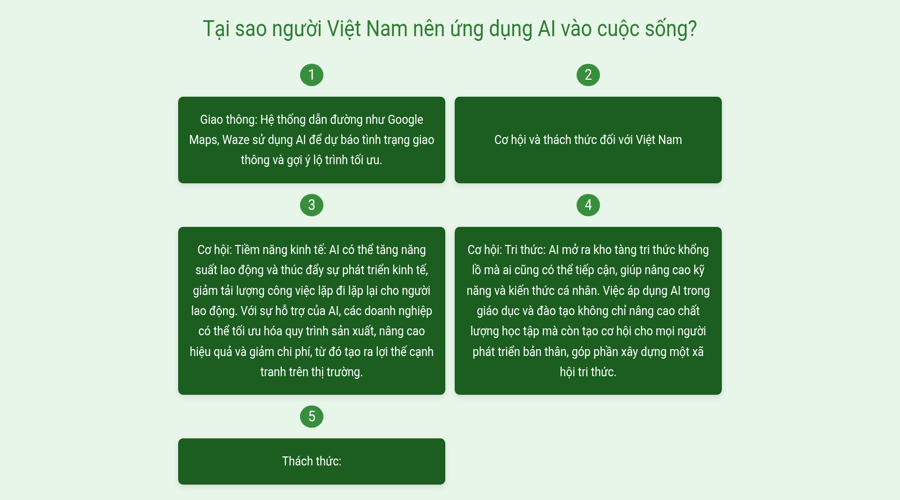 Tại sao người Việt Nam nên ứng dụng AI vào cuộc sống?
1
Giao thông: Hệ thống dẫn đường như Google
Maps, Waze sử dụng AI để dự báo tình trạng giao
thông và gợi ý lộ trình tối ưu.
2
Cơ hội và thách thức đối với Việt Nam
3
Cơ hội: Tiềm năng kinh tế: AI có thể tăng năng
suất lao động và thúc đẩy sự phát triển kinh tế,
giảm tải lượng công việc lặp đi lặp lại cho người
lao động. Với sự hỗ trợ của AI, các doanh nghiệp
có thể tối ưu hóa quy trình sản xuất, nâng cao
hiệu quả và giảm chi phí, từ đó tạo ra lợi thế cạnh
tranh trên thị trường.
4
Cơ hội: Tri thức: AI mở ra kho tàng tri thức khổng
lồ mà ai cũng có thể tiếp cận, giúp nâng cao kỹ
năng và kiến thức cá nhân. Việc áp dụng AI trong
giáo dục và đào tạo không chỉ nâng cao chất
lượng học tập mà còn tạo cơ hội cho mọi người
phát triển bản thân, góp phần xây dựng một xã
hội tri thức.
5
Thách thức: